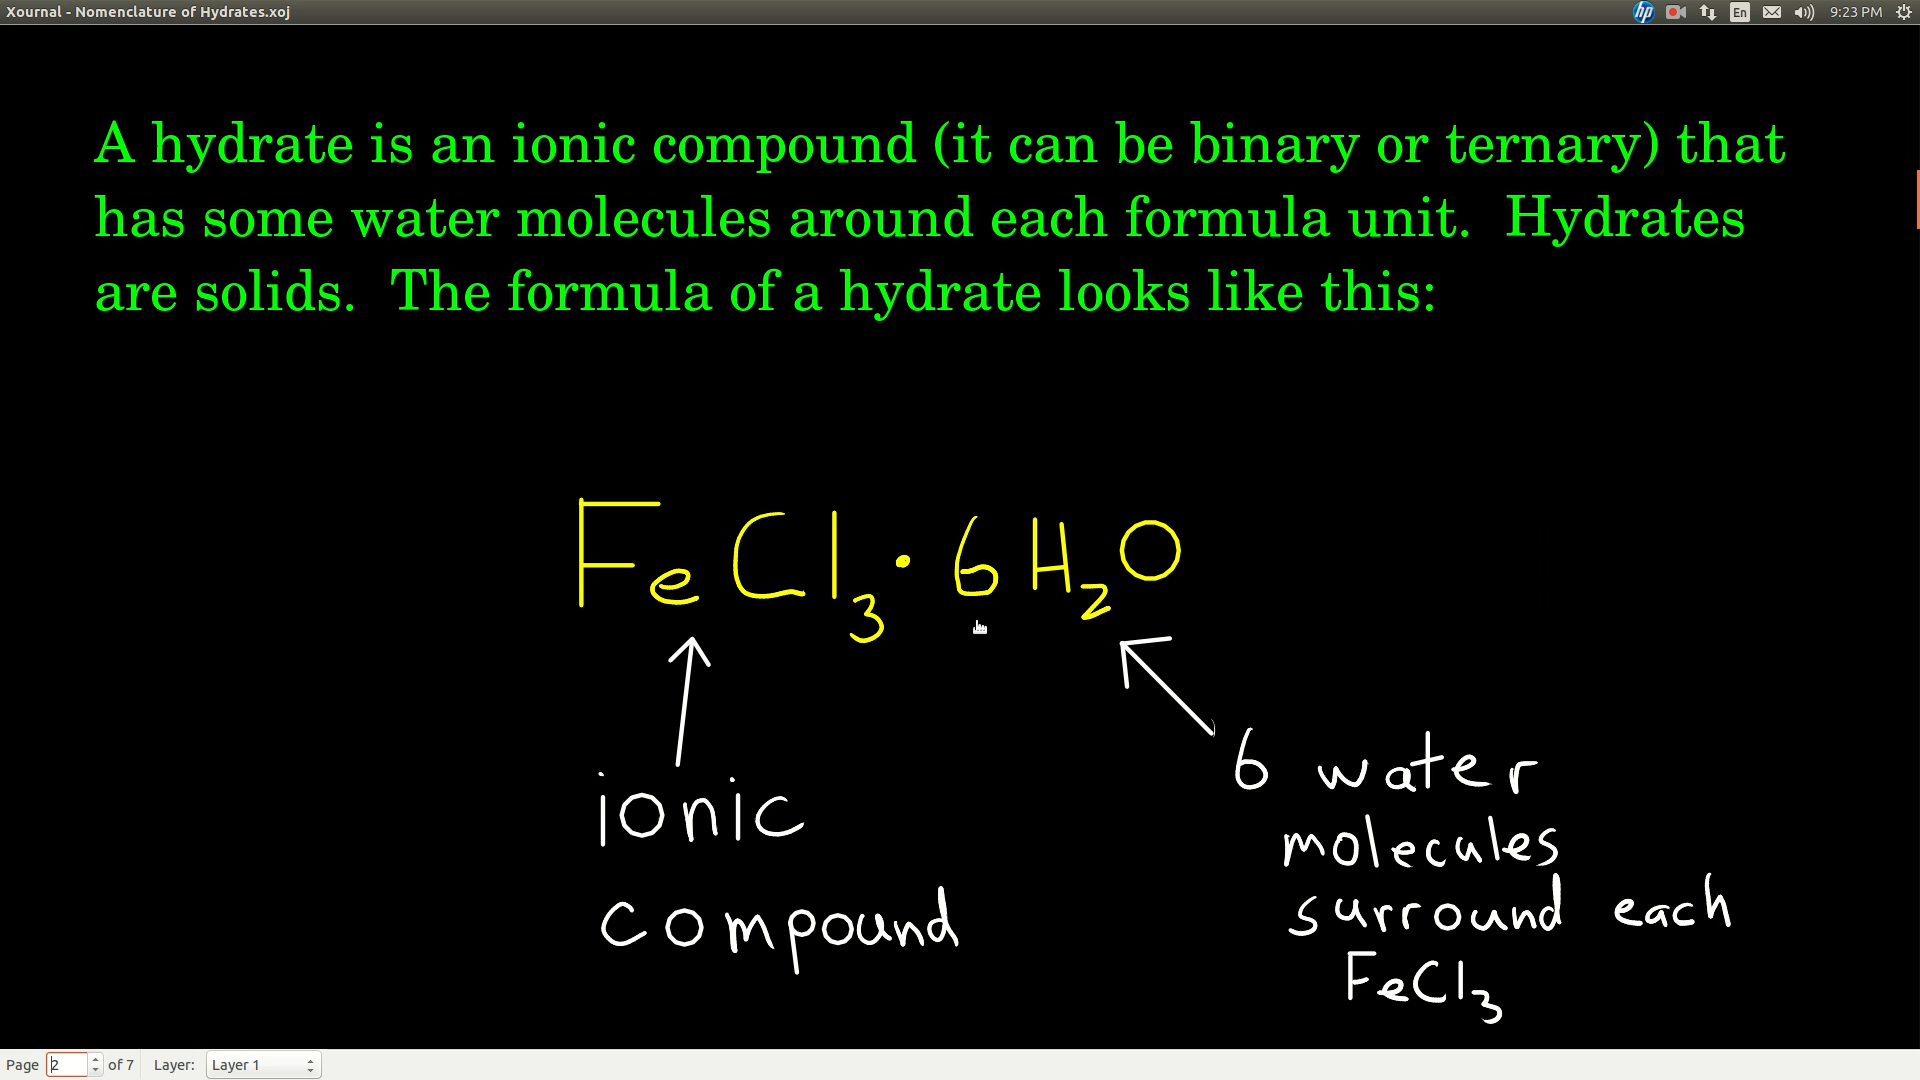 Xournal - Nomenclature of Hydrates.xoj
hp En 9:23 PM
A hydrate is an ionic compound (it can be binary or ternary) that
has some water molecules around each formula unit.  Hydrates
are solids.  The formula of a hydrate looks like this:
FeCl₃ · 6H₂O
ionic
compound
6 water
molecules
surround each
FeCl₃
Page 2 of 7 Layer: Layer 1